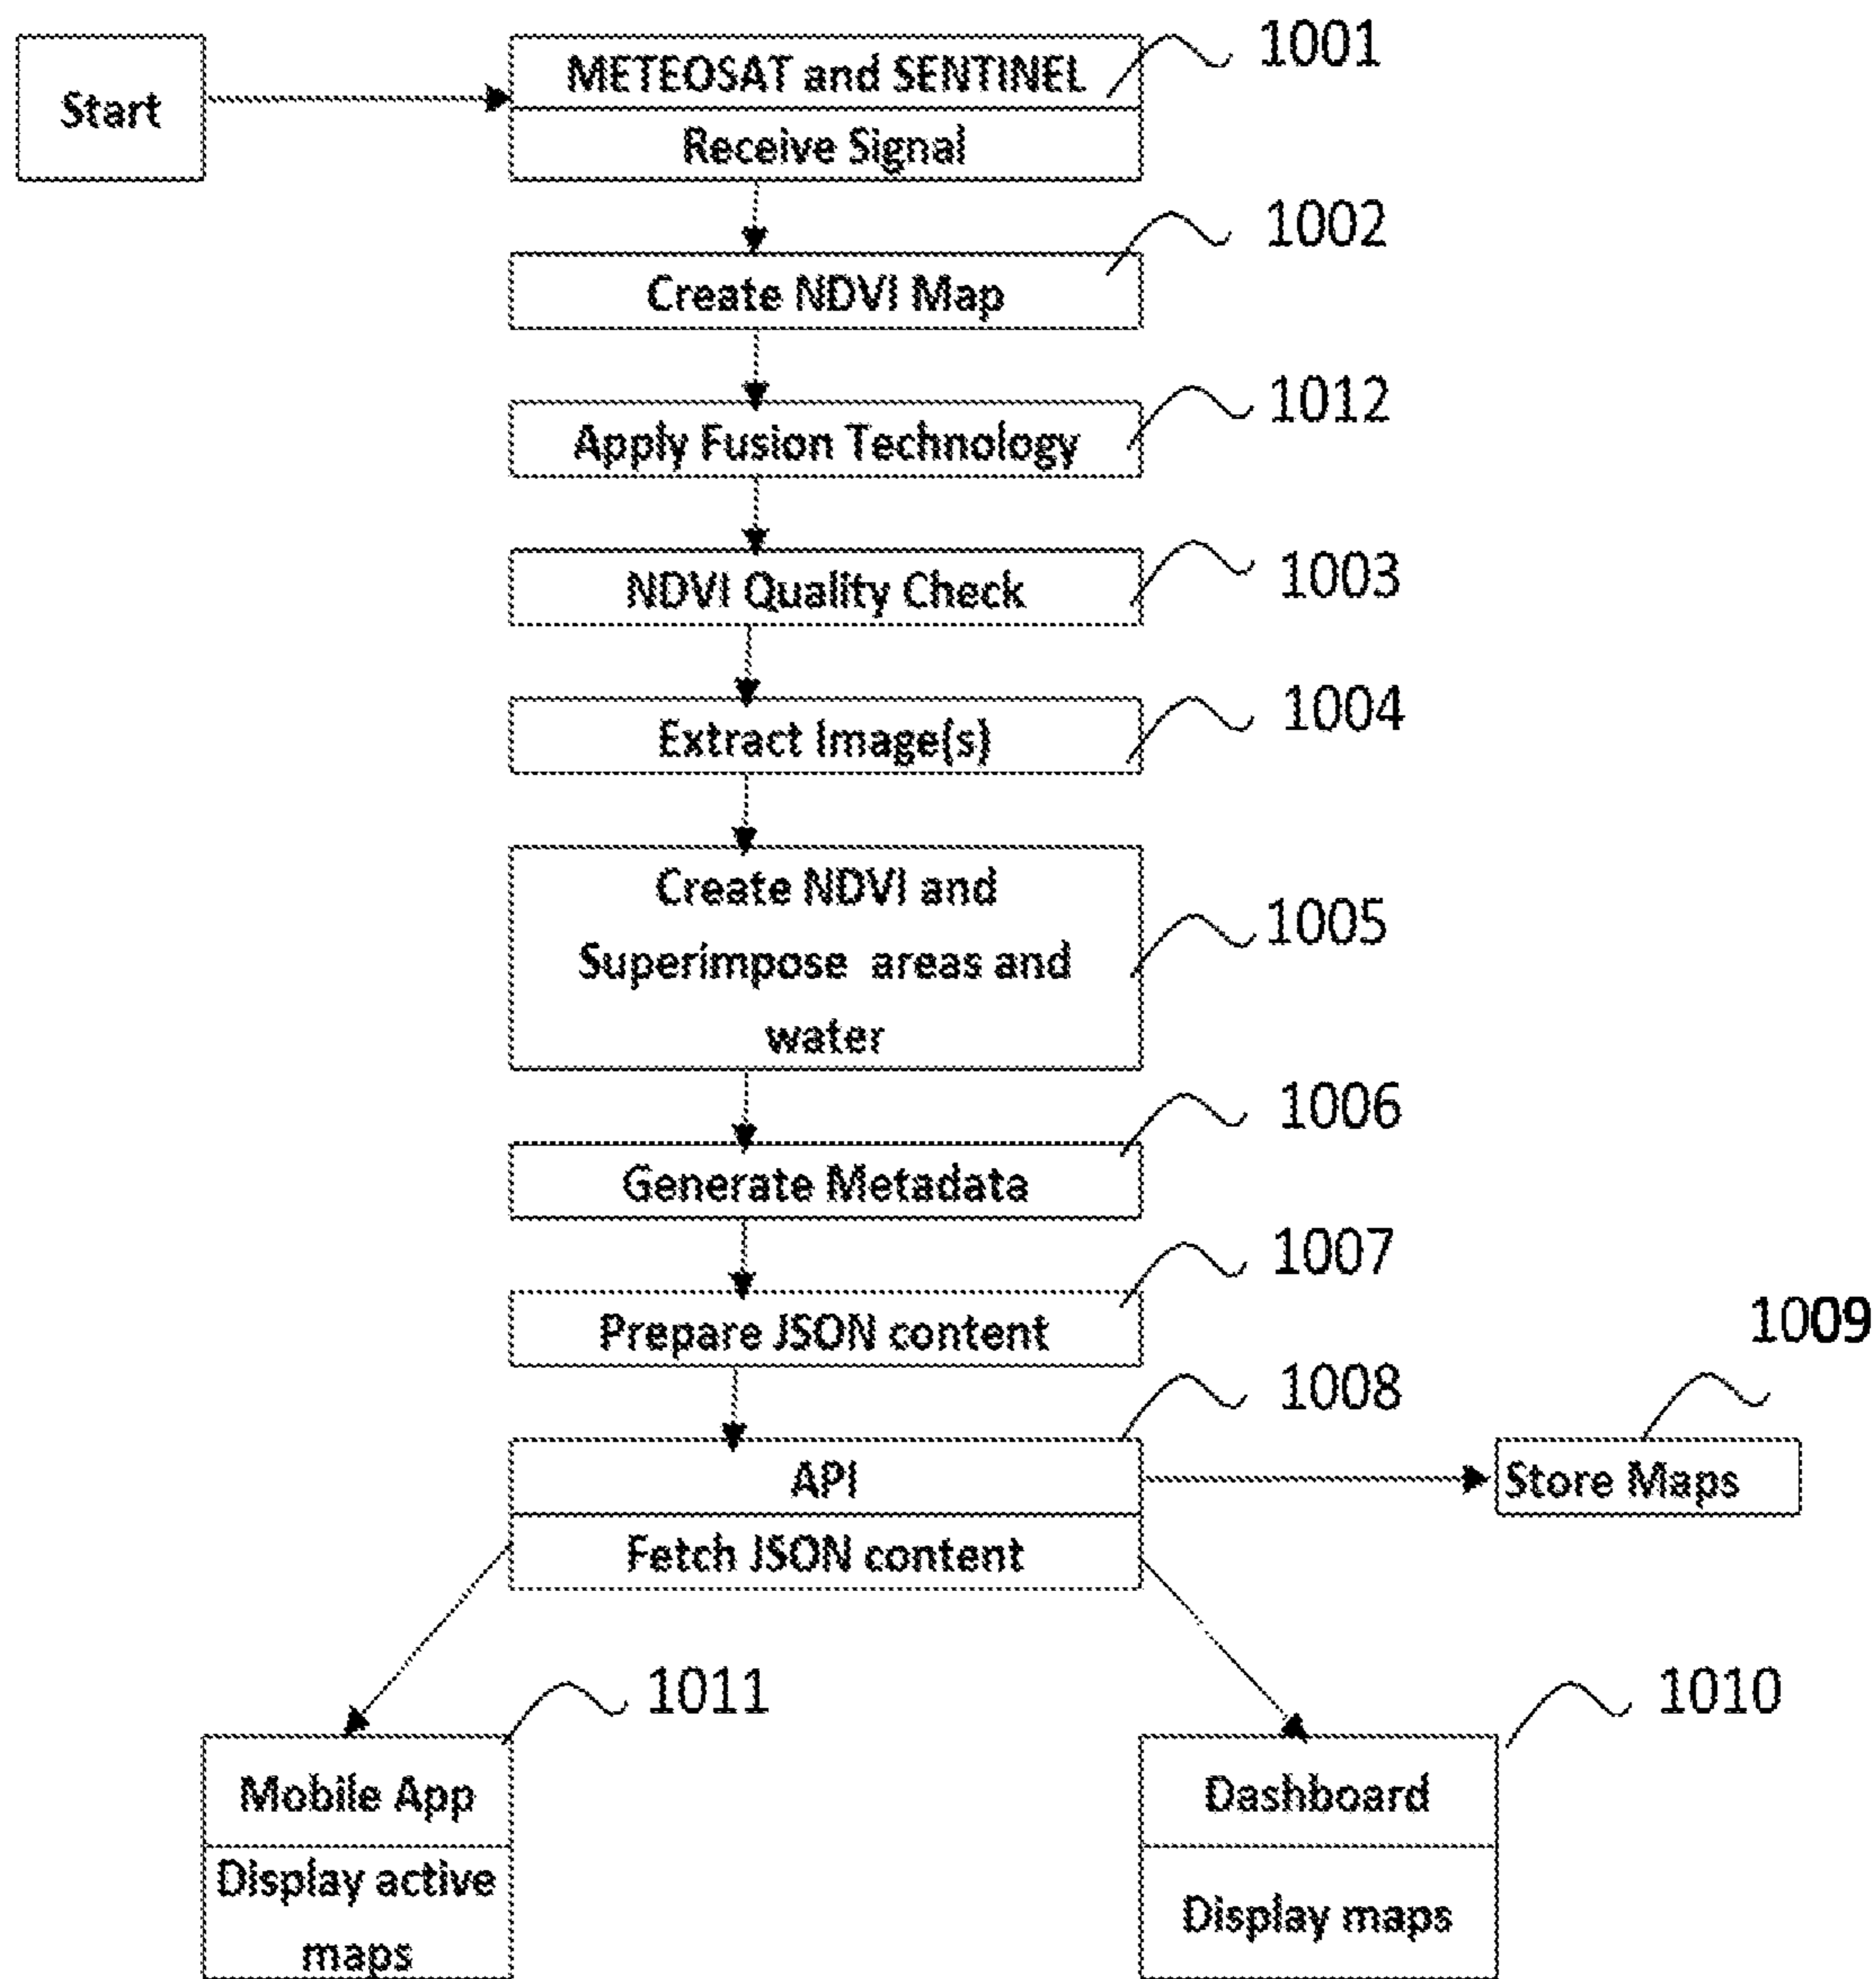 1001
METEOSAT and SENTINEL
Start
Receive Signal
1002
Create NDVI Map
1012
Apply Fusion Technology
1003
NDVI Quality Check
1004
Extract Image(s)
Create NDVI and
1005
Superimpose areas and
water
1006
Generate Metadata
1007
Prepare JSON content
1009
1008
API
Store Maps
Fetch JSON content
1011
1010
Mobile App
Dashboard
Display active
maps
Display maps